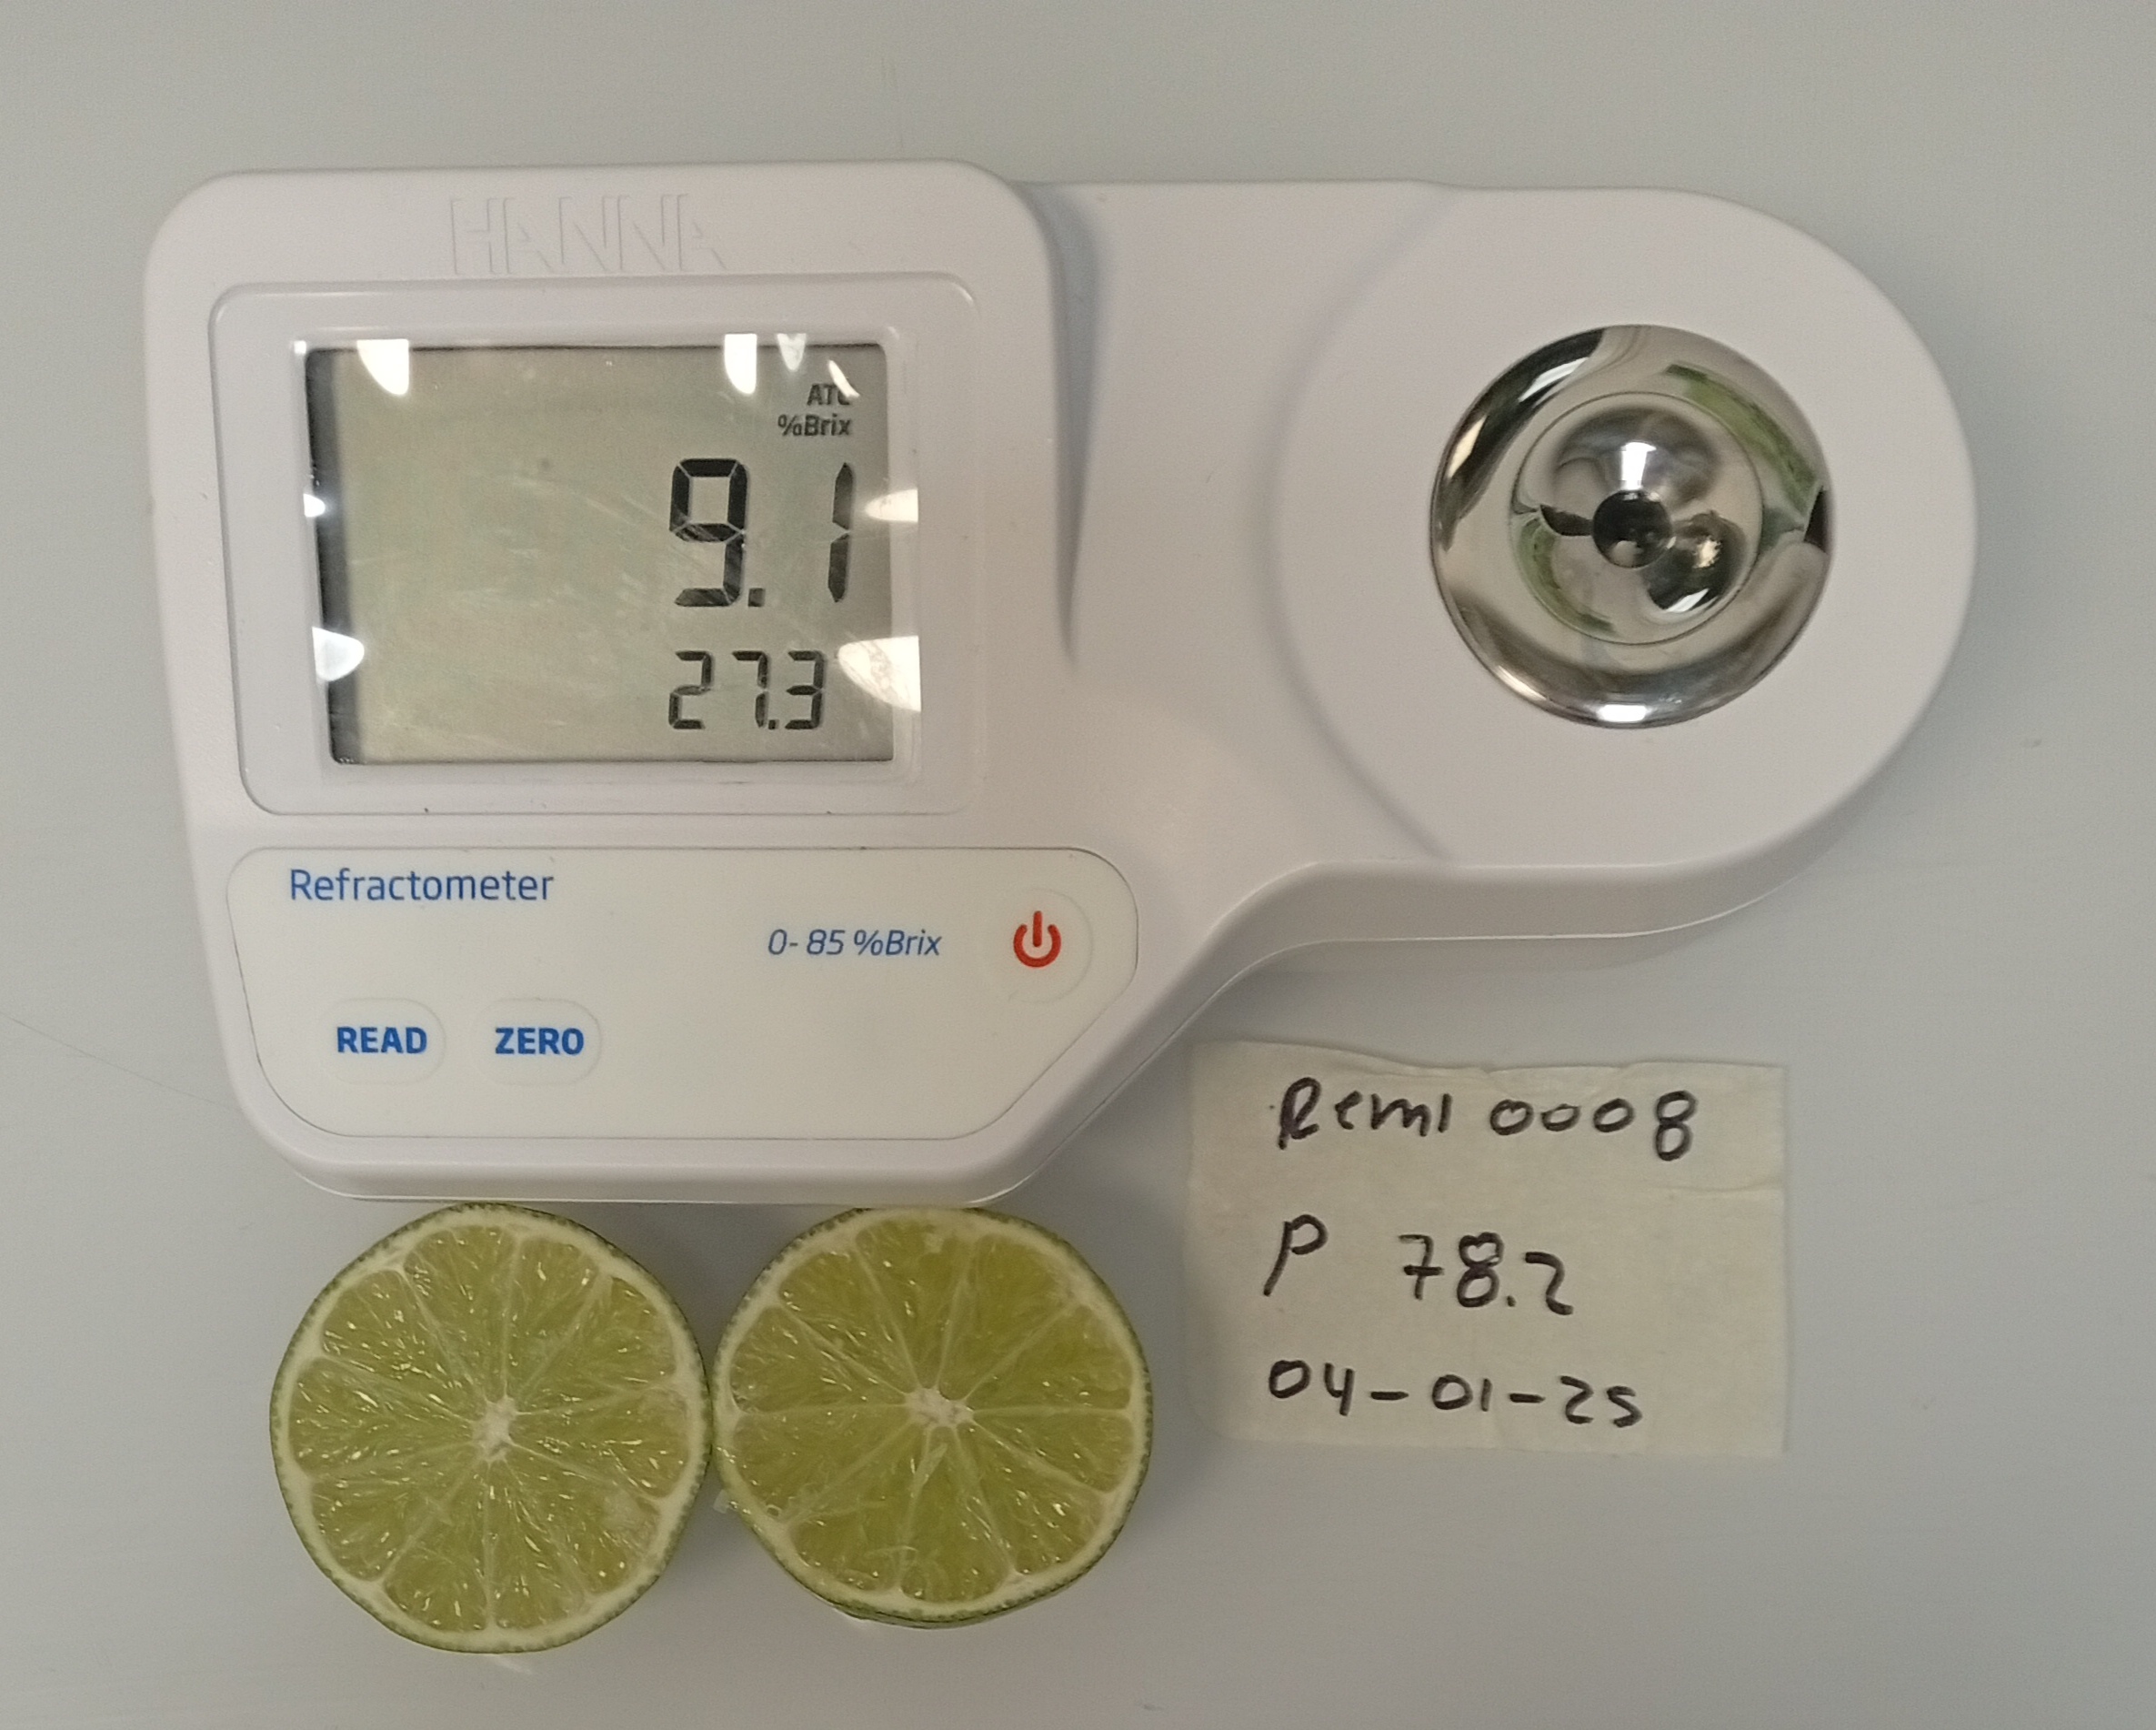 HANNA
ATC
%Brix
9.1
27.3
Refractometer
0-85 %Brix
READ ZERO
Remi 0008
P 78.2
04-01-25